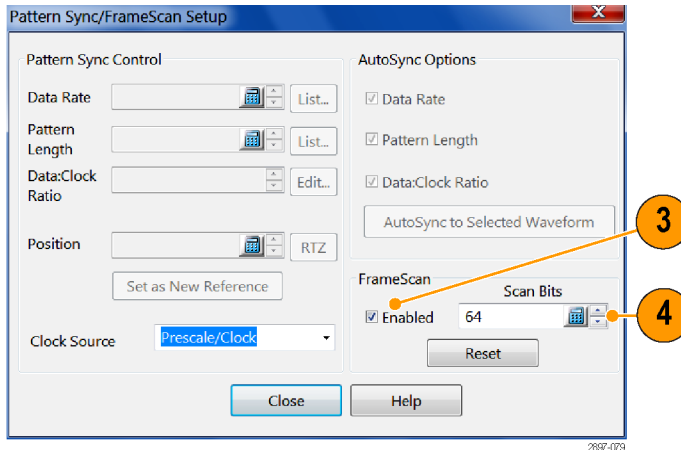 Pattern Sync/FrameScan Setup
X
Pattern Sync Control
Data Rate
List...
Pattern
Length
List...
Data:Clock
Ratio
Edit...
Position
RTZ
Set as New Reference
Clock Source
Prescale/Clock
AutoSync Options
Data Rate
Pattern Length
Data:Clock Ratio
AutoSync to Selected Waveform
3
FrameScan
Scan Bits
Enabled
64
4
Reset
Close
Help
2897-079